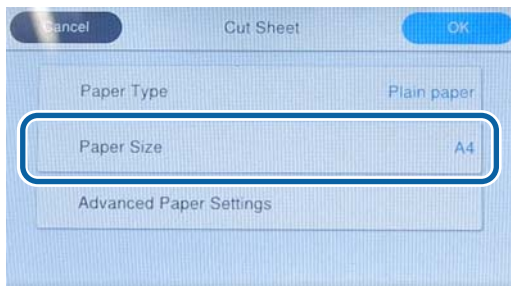 Cancel Cut Sheet OK
Paper Type Plain paper
Paper Size A4
Advanced Paper Settings